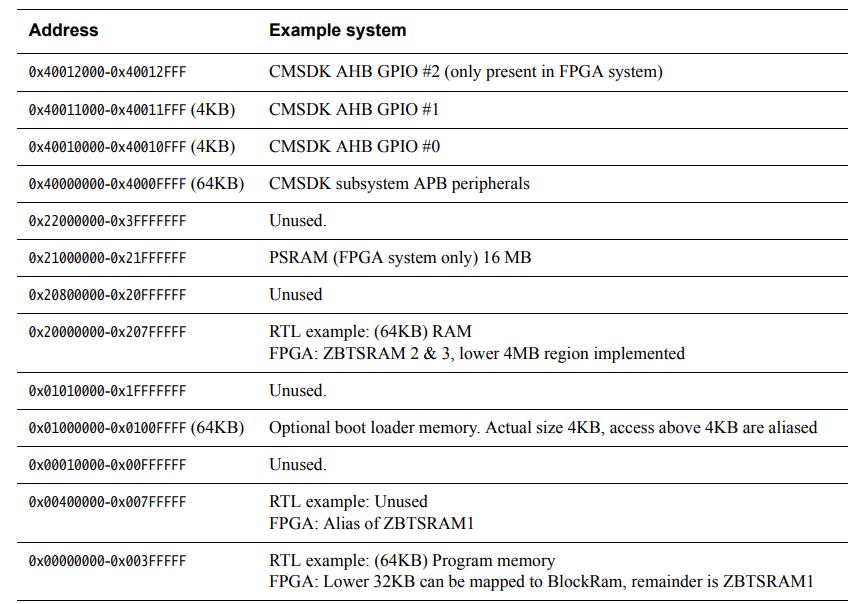 Address Example system
0x40012000-0x40012FFF CMSDK AHB GPIO #2 (only present in FPGA system)
0x40011000-0x40011FFF (4KB) CMSDK AHB GPIO #1
0x40010000-0x40010FFF (4KB) CMSDK AHB GPIO #0
0x40000000-0x4000FFFF (64KB) CMSDK subsystem APB peripherals
0x22000000-0x3FFFFFFF Unused.
0x21000000-0x21FFFFFF PSRAM (FPGA system only) 16 MB
0x20800000-0x20FFFFFF Unused
0x20000000-0x207FFFFF RTL example: (64KB) RAM
FPGA: ZBTSRAM 2 & 3, lower 4MB region implemented
0x01010000-0x1FFFFFFF Unused.
0x01000000-0x0100FFFF (64KB) Optional boot loader memory. Actual size 4KB, access above 4KB are aliased
0x00010000-0x00FFFFFF Unused.
0x00400000-0x007FFFFF RTL example: Unused
FPGA: Alias of ZBTSRAM1
0x00000000-0x003FFFFF RTL example: (64KB) Program memory
FPGA: Lower 32KB can be mapped to BlockRam, remainder is ZBTSRAM1